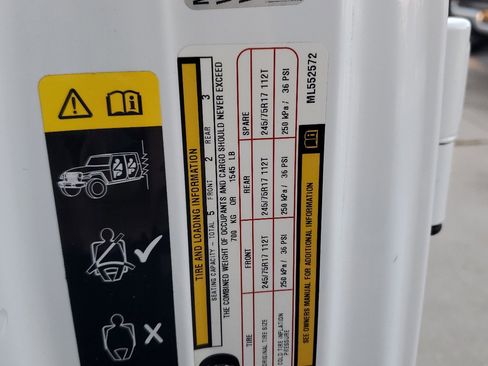 TIRE AND LOADING INFORMATION
SEATING CAPACITY - TOTAL 5 FRONT 2 REAR 3
THE COMBINED WEIGHT OF OCCUPANTS AND CARGO SHOULD NEVER EXCEED
700 KG OR 1545 LB
TIRE FRONT REAR SPARE
ORIGINAL TIRE SIZE 245/75R17 112T 245/75R17 112T 245/75R17 112T
COLD TIRE INFLATION PRESSURE 250 kPa / 36 PSI 250 kPa / 36 PSI 250 kPa / 36 PSI
SEE OWNERS MANUAL FOR ADDITIONAL INFORMATION
ML552572